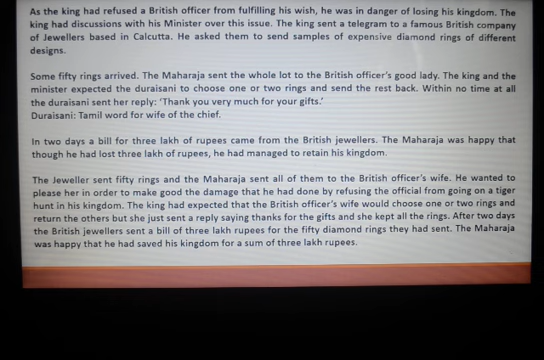 As the king had refused a British officer from fulfilling his wish, he was in danger of losing his kingdom. The
king had discussions with his Minister over this issue. The king sent a telegram to a famous British company
of Jewellers based in Calcutta. He asked them to send samples of expensive diamond rings of different
designs.
Some fifty rings arrived. The Maharaja sent the whole lot to the British officer's good lady. The king and the
minister expected the duraisani to choose one or two rings and send the rest back. Within no time at all
the duraisani sent her reply: 'Thank you very much for your gifts.'
Duraisani: Tamil word for wife of the chief.
In two days a bill for three lakh of rupees came from the British jewellers. The Maharaja was happy that
though he had lost three lakh of rupees, he had managed to retain his kingdom.
The Jeweller sent fifty rings and the Maharaja sent all of them to the British officer's wife. He wanted to
please her in order to make good the damage that he had done by refusing the official from going on a tiger
hunt in his kingdom. The king had expected that the British officer's wife would choose one or two rings and
return the others but she just sent a reply saying thanks for the gifts and she kept all the rings. After two days
the British jewellers sent a bill of three lakh rupees for the fifty diamond rings they had sent. The Maharaja
was happy that he had saved his kingdom for a sum of three lakh rupees.